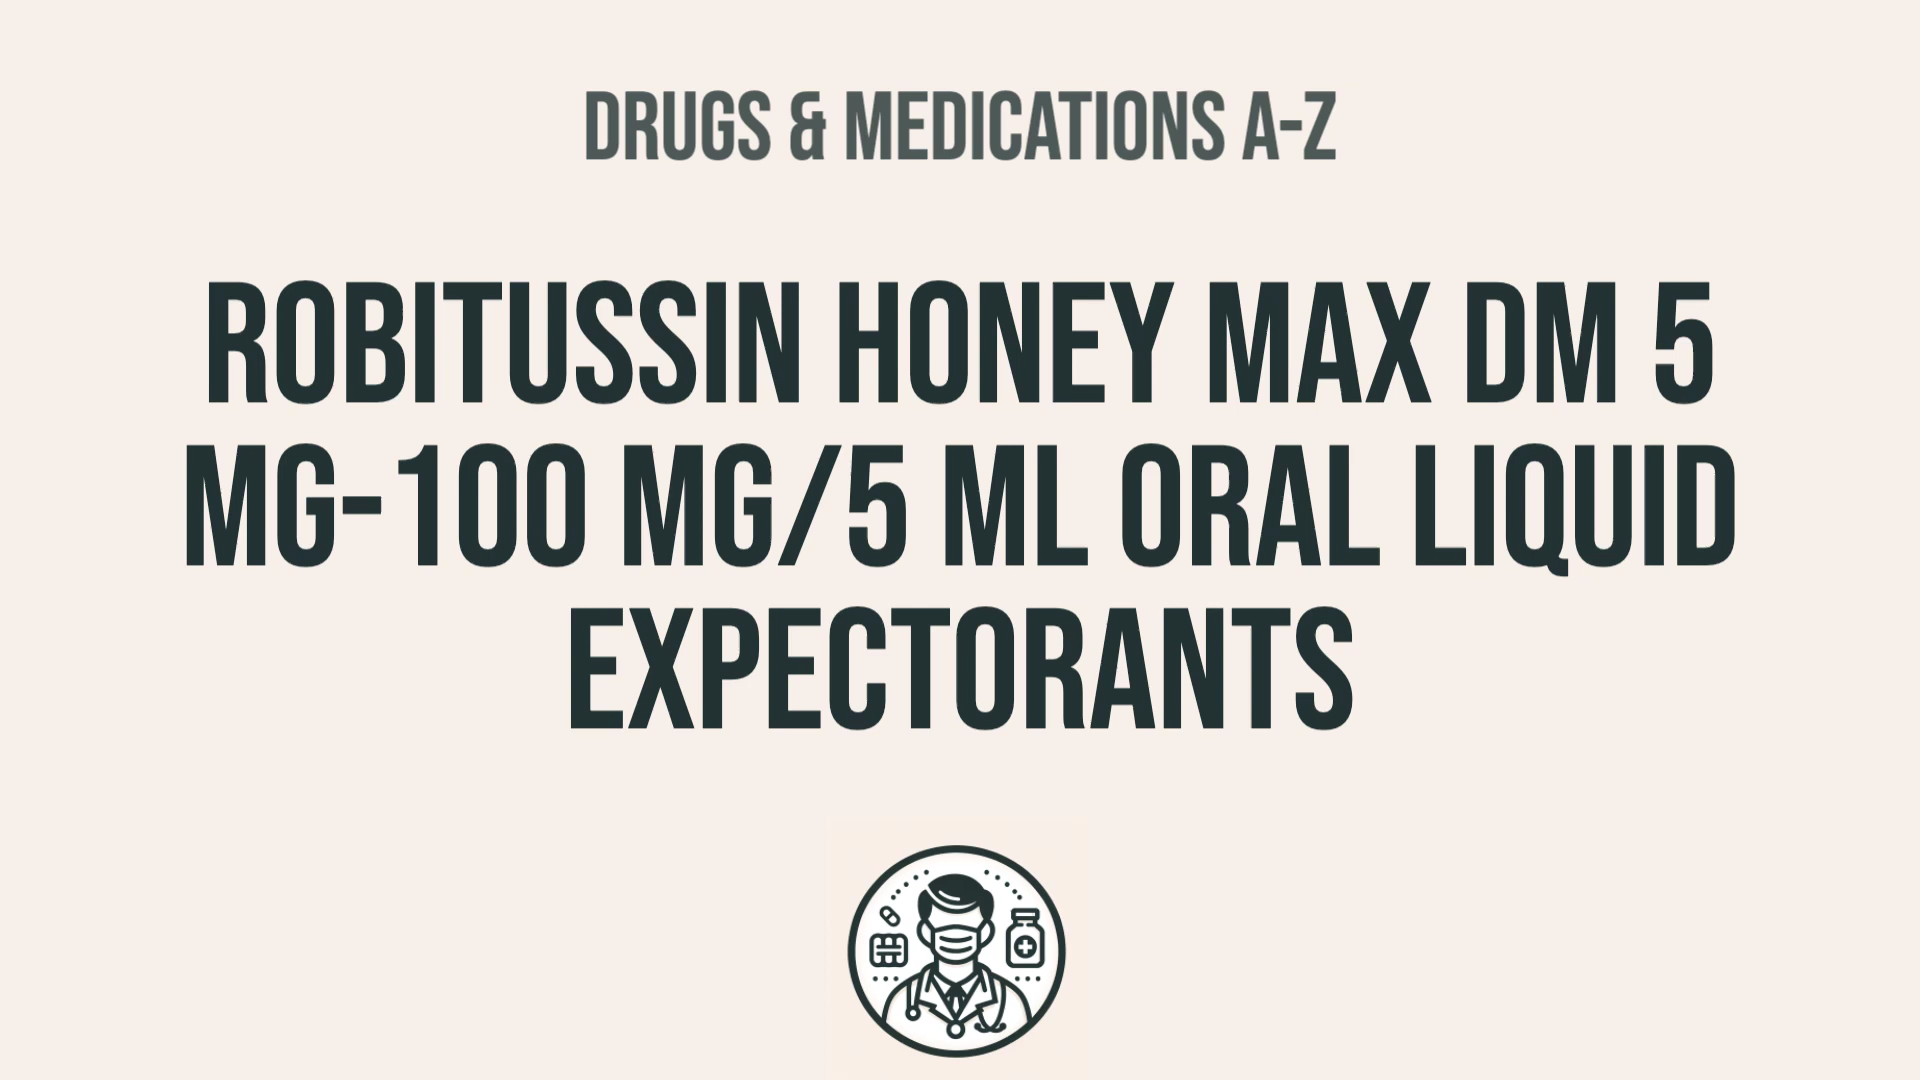 DRUGS & MEDICATIONS A-Z
ROBITUSSIN HONEY MAX DM 5
MG-100 MG/5 ML ORAL LIQUID
EXPECTORANTS